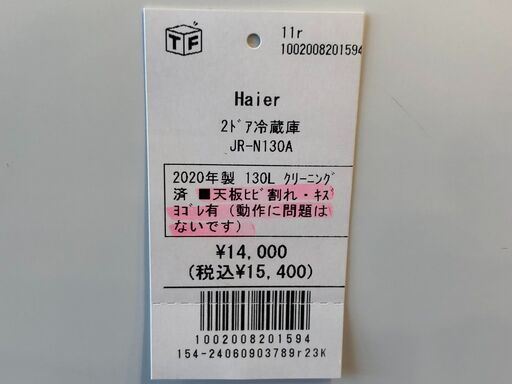 TF
11r
1002008201594
Haier
2ﾄﾞｱ冷蔵庫
JR-N130A
2020年製 130L ｸﾘｰﾆﾝｸﾞ
済 ■天板ﾋﾋﾞ割れ・ｷｽﾞ
ﾖｺﾞﾚ有（動作に問題は
ないです）
¥14,000
(税込¥15,400)
1002008201594
154-24060903789r23K